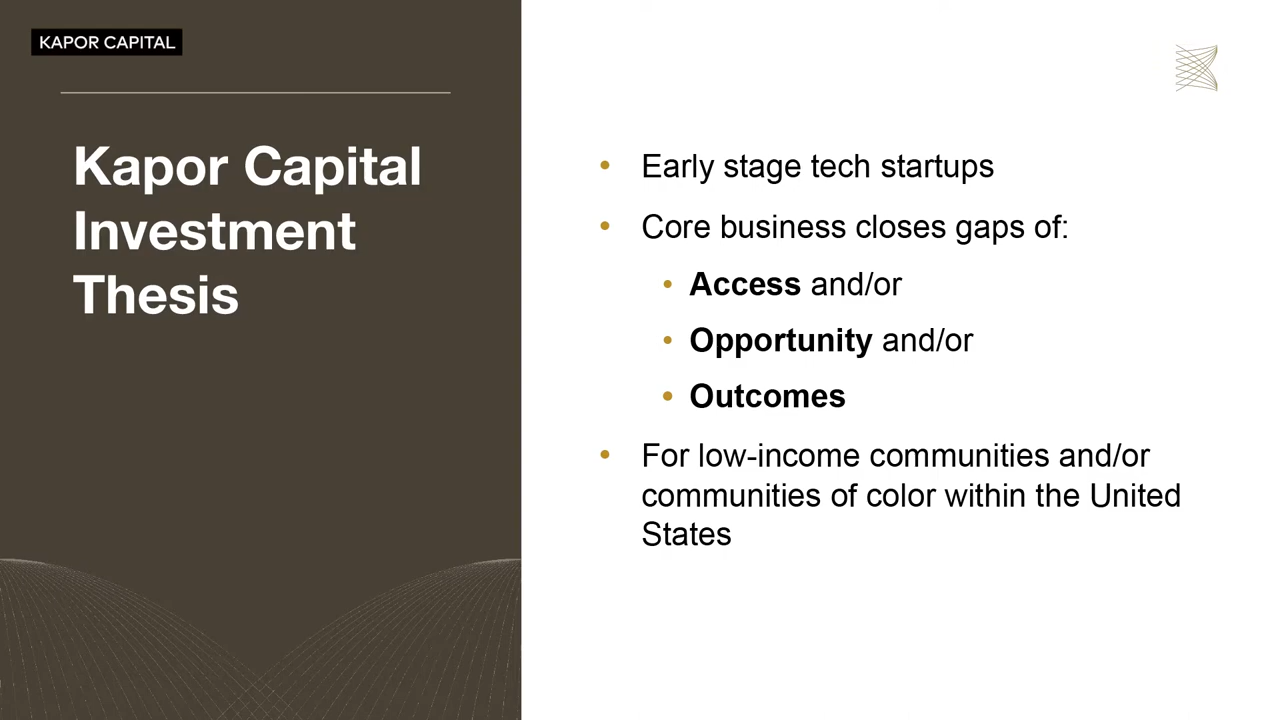 KAPOR CAPITAL
Kapor Capital
Investment
Thesis
• Early stage tech startups
• Core business closes gaps of:
• Access and/or
• Opportunity and/or
• Outcomes
• For low-income communities and/or
communities of color within the United
States